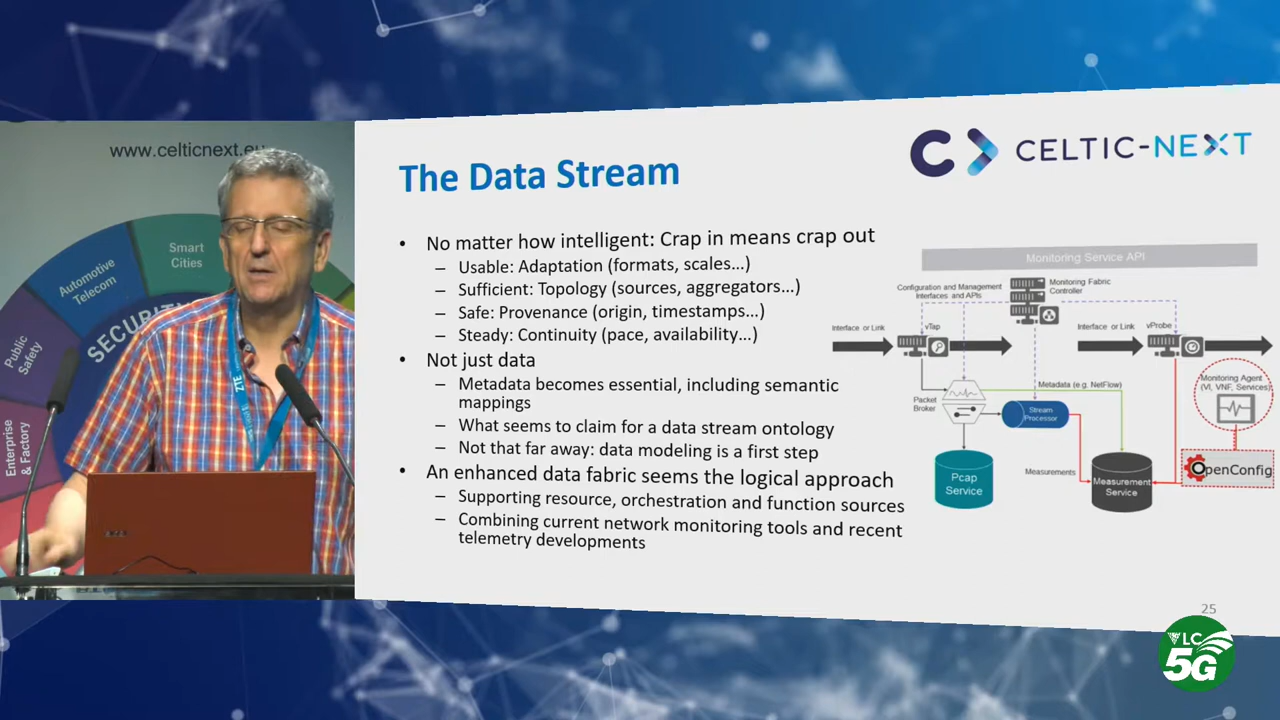 www.celticnext.eu
Smart
Cities
Automotive
Telecom
Public
Safety
Enterprise
& Factory
SECURIT
ZTE
The Data Stream
CELTIC-NEXT
• No matter how intelligent: Crap in means crap out
– Usable: Adaptation (formats, scales…)
– Sufficient: Topology (sources, aggregators…)
– Safe: Provenance (origin, timestamps…)
– Steady: Continuity (pace, availability…)
• Not just data
– Metadata becomes essential, including semantic
mappings
– What seems to claim for a data stream ontology
– Not that far away: data modeling is a first step
• An enhanced data fabric seems the logical approach
– Supporting resource, orchestration and function sources
– Combining current network monitoring tools and recent
telemetry developments
Monitoring Service API
Configuration and Management
Interfaces and APIs
Monitoring Fabric
Controller
Interface or Link
vTap
Interface or Link
vProbe
Metadata (e.g. NetFlow)
Monitoring Agent
(VI, VNF, Services)
Packet
Broker
Stream
Processor
Pcap
Service
Measurements
Measurement
Service
OpenConfig
25
VLC
5G